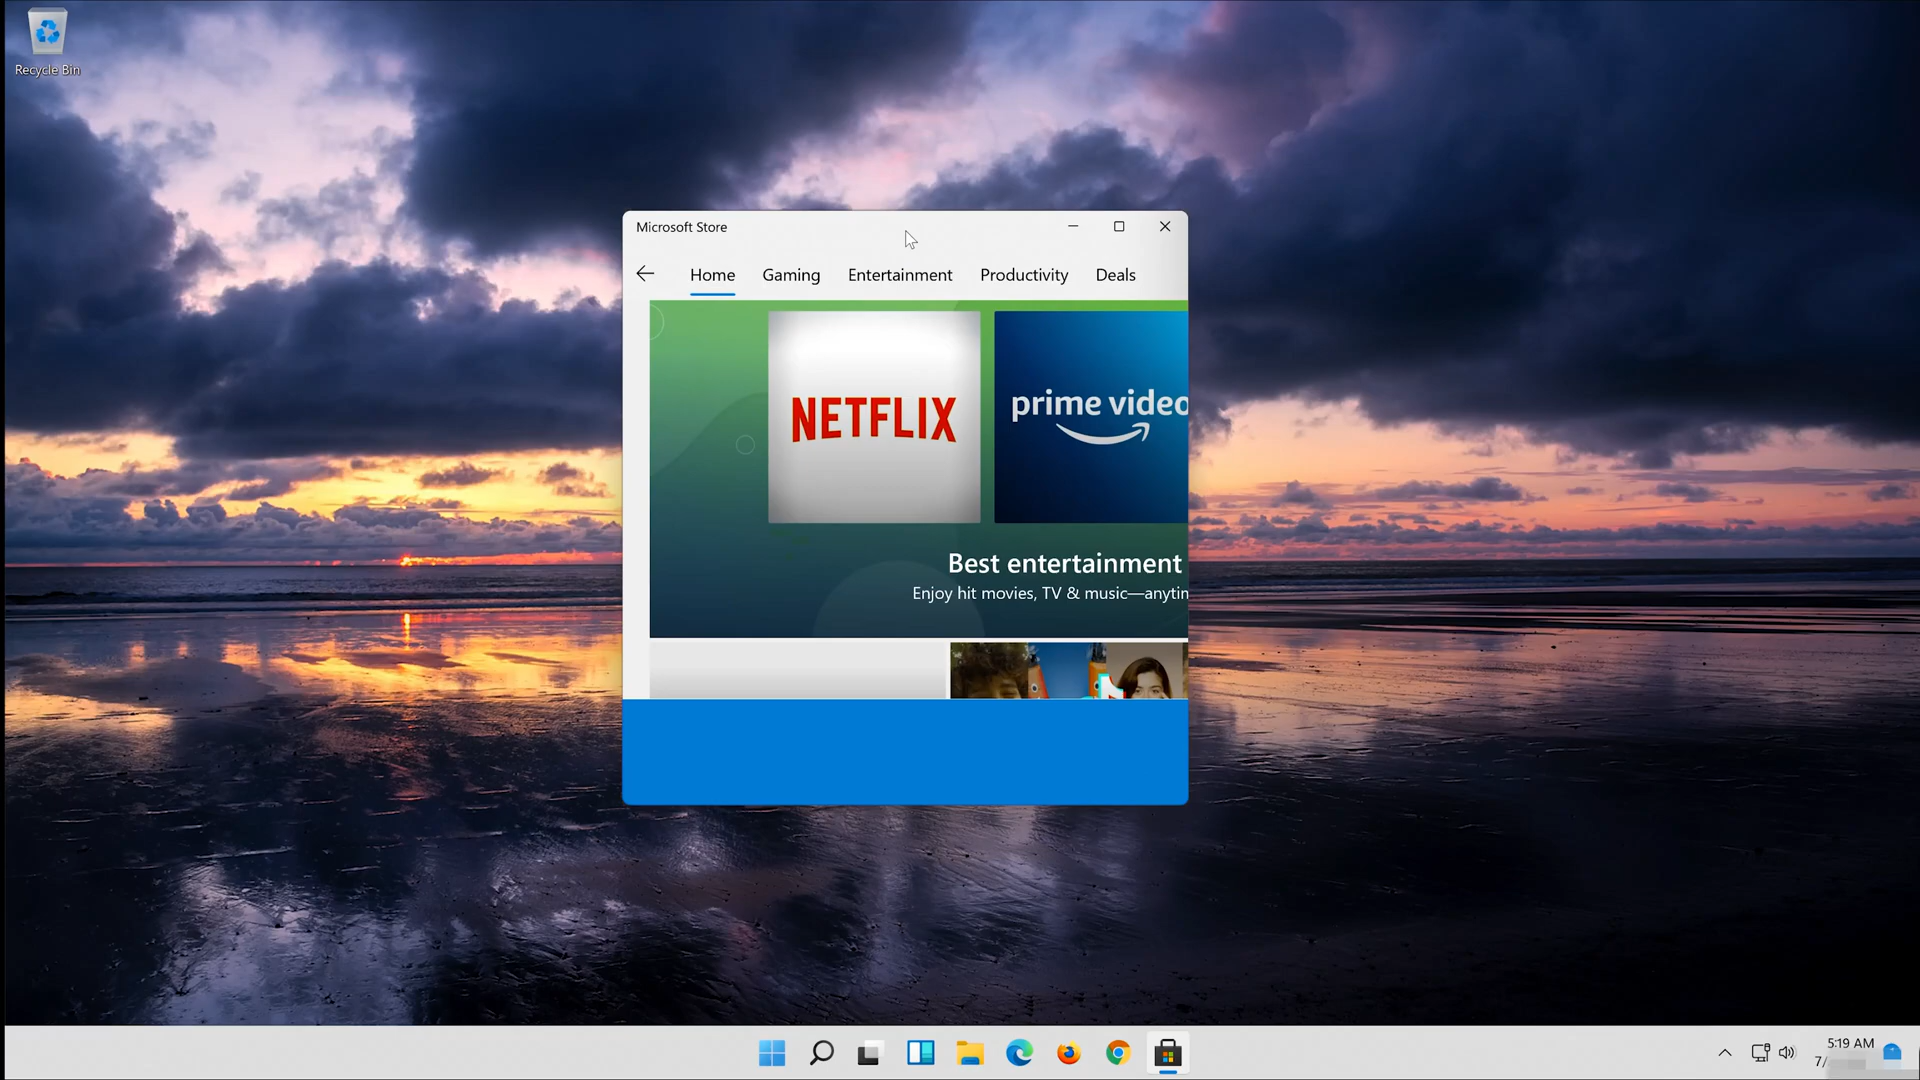 Recycle Bin
Microsoft Store
Home Gaming Entertainment Productivity Deals
NETFLIX
prime video
Best entertainment
Enjoy hit movies, TV & music—anytin
5:19 AM
7/